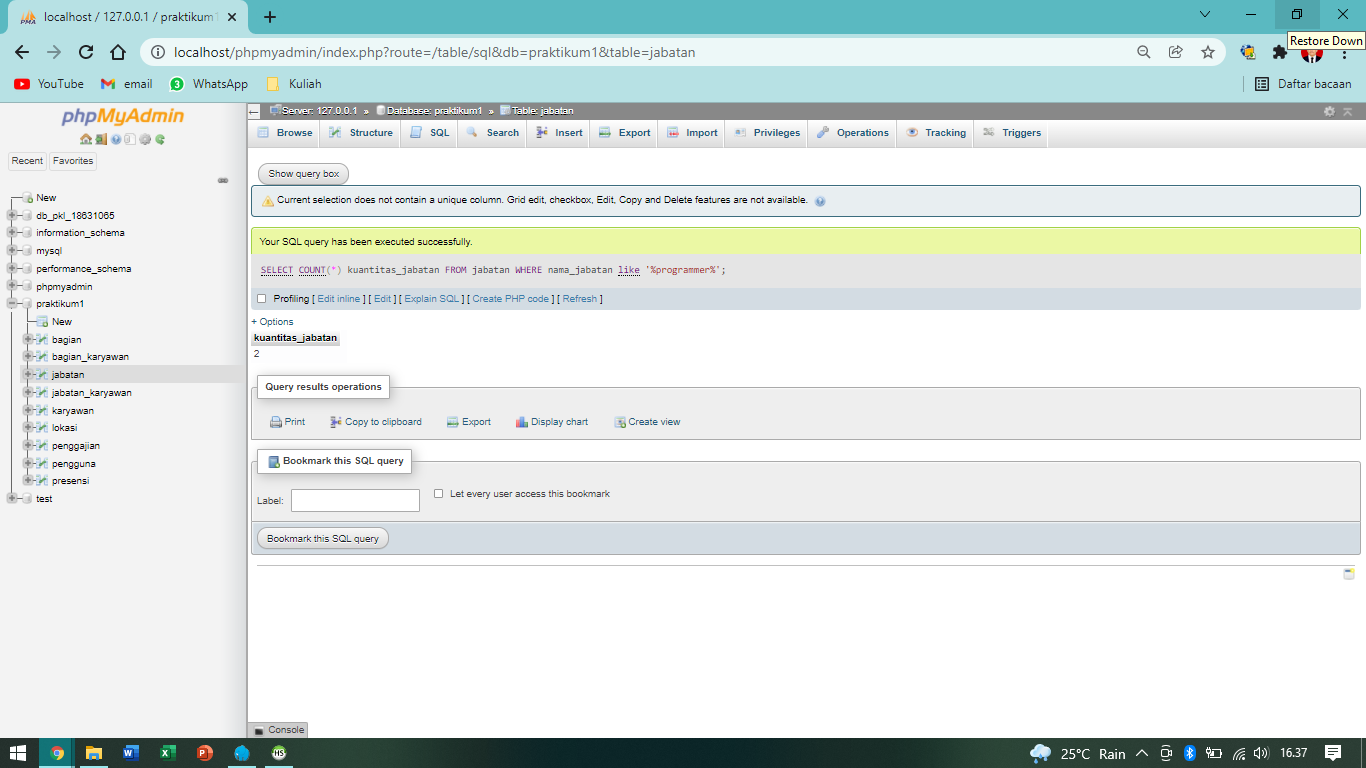 localhost / 127.0.0.1 / praktikum1
Restore Down
localhost/phpmyadmin/index.php?route=/table/sql&db=praktikum1&table=jabatan
YouTube
email
3
WhatsApp
Kuliah
Daftar bacaan
phpMyAdmin
Recent
Favorites
New
db_pkl_18631065
information_schema
mysql
performance_schema
phpmyadmin
praktikum1
New
bagian
bagian_karyawan
jabatan
jabatan_karyawan
karyawan
lokasi
penggajian
pengguna
presensi
test
Server: 127.0.0.1 » Database: praktikum1 » Table: jabatan
Browse
Structure
SQL
Search
Insert
Export
Import
Privileges
Operations
Tracking
Triggers
Show query box
Current selection does not contain a unique column. Grid edit, checkbox, Edit, Copy and Delete features are not available.
Your SQL query has been executed successfully.
SELECT COUNT(*) kuantitas_jabatan FROM jabatan WHERE nama_jabatan like '%programmer%';
Profiling [ Edit inline ] [ Edit ] [ Explain SQL ] [ Create PHP code ] [ Refresh ]
+ Options
kuantitas_jabatan
2
Query results operations
Print
Copy to clipboard
Export
Display chart
Create view
Bookmark this SQL query
Label:
Let every user access this bookmark
Bookmark this SQL query
Console
25°C Rain
16.37